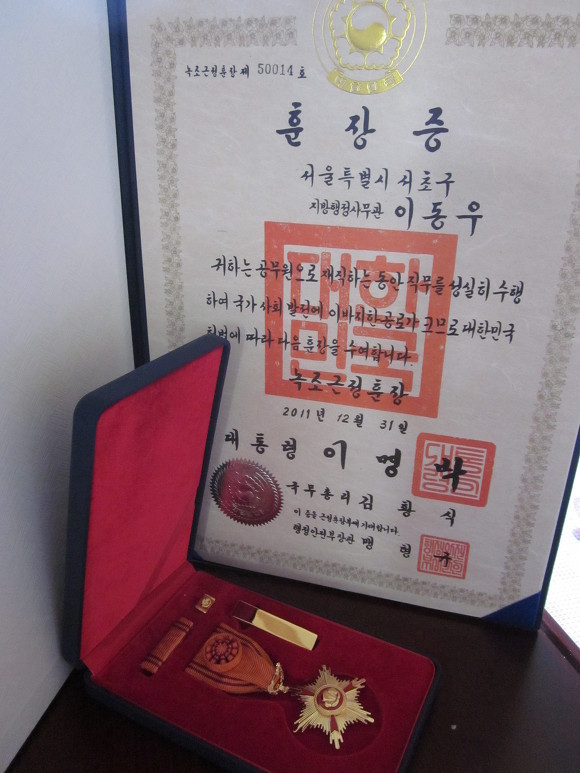 녹조근정훈장 제 50014 호
훈장증
서울특별시 서초구
지방행정사무관 이동우
귀하는 공무원으로 재직하는 동안 직무를 성실히 수행
하여 국가 사회 발전에 이바지한 공로가 크므로 대한민국
헌법에 따라 다음 훈장을 수여합니다.
녹조근정훈장
2011년 12월 31일
대통령 이명박
국무총리 김황식
이 증을 근정훈장부에 기재합니다.
행정안전부장관 맹형규